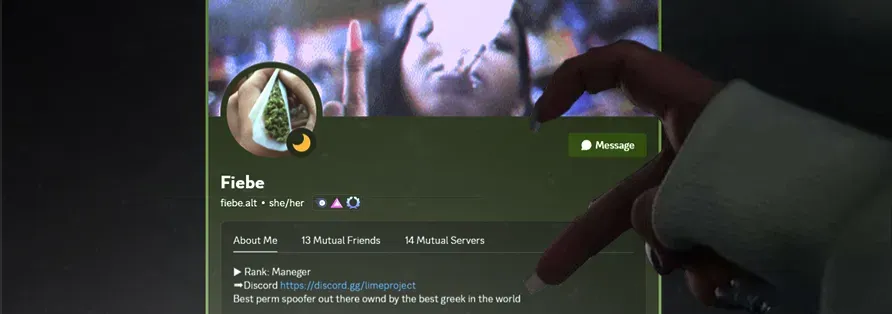 Message
Fiebe
fiebe.alt • she/her
About Me 13 Mutual Friends 14 Mutual Servers
▶ Rank: Maneger
➡Discord https://discord.gg/limeproject
Best perm spoofer out there ownd by the best greek in the world